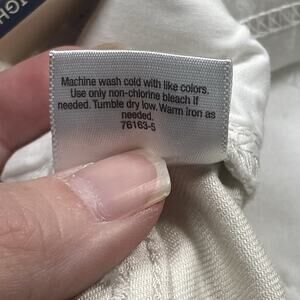 IGH
Machine wash cold with like colors.
Use only non-chlorine bleach if
needed. Tumble dry low. Warm iron as
needed.
76163-5